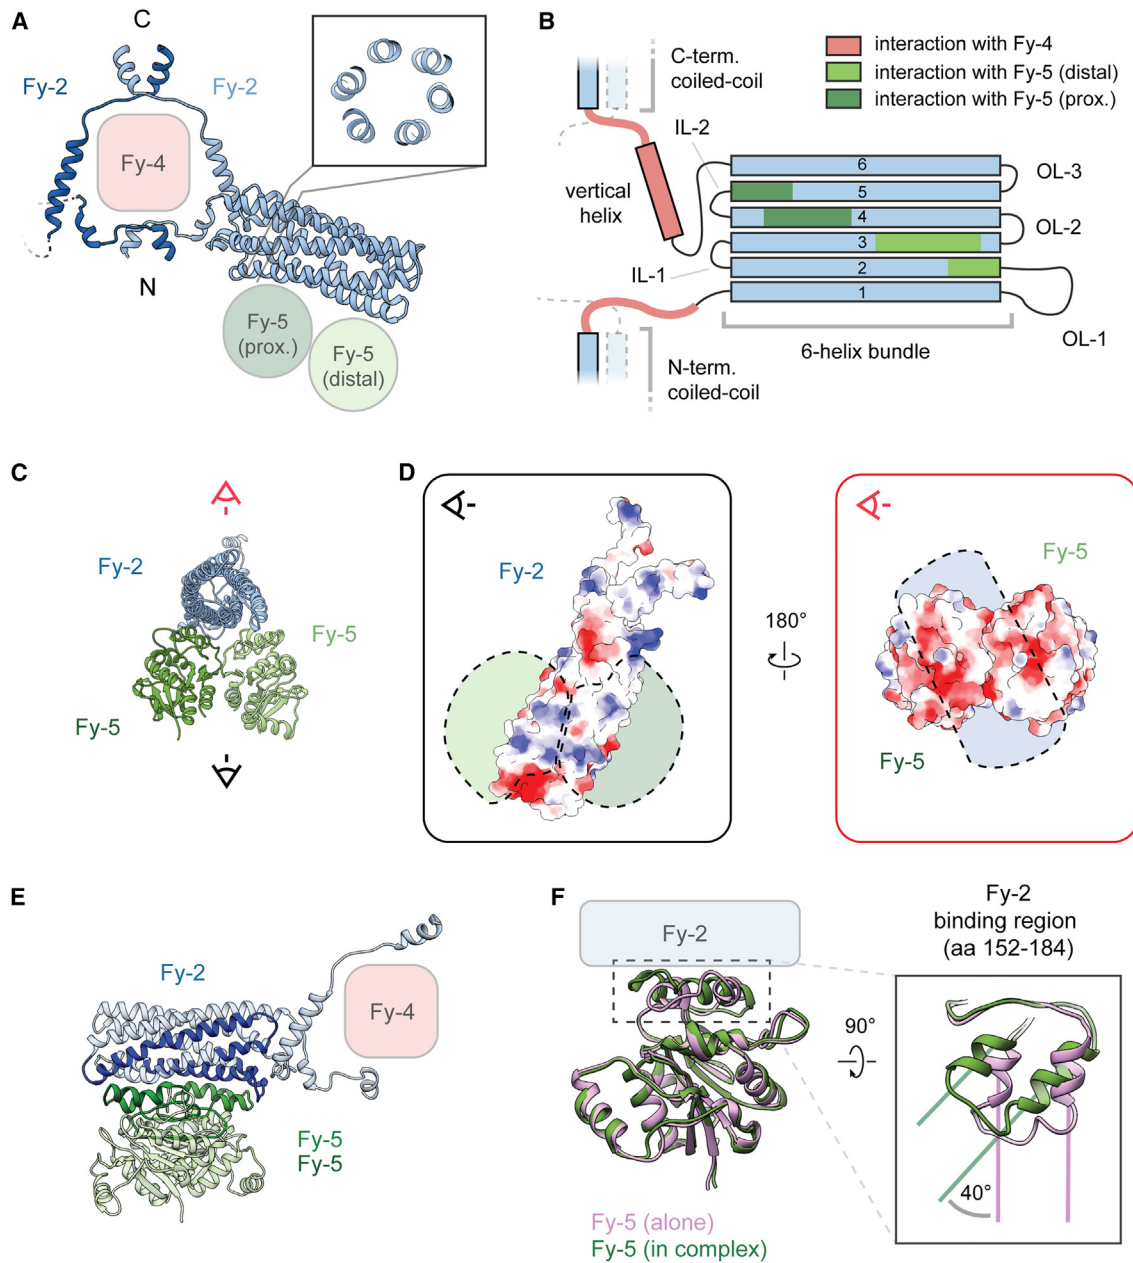 A
C
Fy-2
Fy-2
Fy-4
N
Fy-5
(prox.)
Fy-5
(distal)
B
C-term.
coiled-coil
interaction with Fy-4
interaction with Fy-5 (distal)
interaction with Fy-5 (prox.)
IL-2
vertical
helix
6
5
4
3
2
1
OL-3
OL-2
IL-1
OL-1
6-helix bundle
N-term.
coiled-coil
C
Fy-2
Fy-5
Fy-5
D
Fy-2
180°
Fy-5
Fy-5
E
Fy-2
Fy-4
Fy-5
Fy-5
F
Fy-2
Fy-2
binding region
(aa 152-184)
90°
40°
Fy-5 (alone)
Fy-5 (in complex)